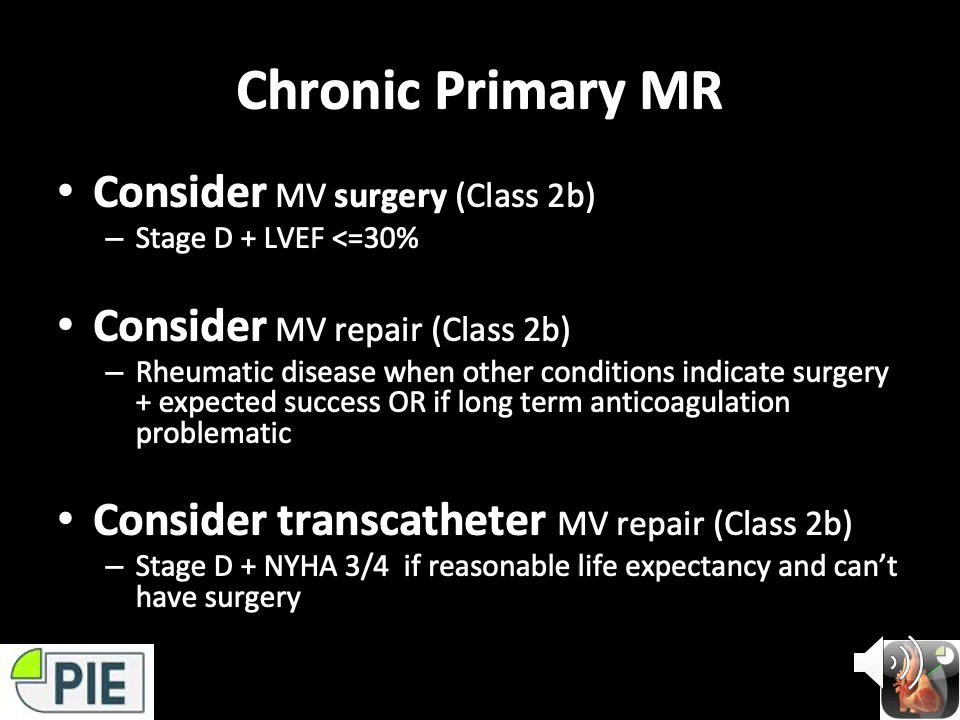 Chronic Primary MR
• Consider MV surgery (Class 2b)
– Stage D + LVEF <=30%
• Consider MV repair (Class 2b)
– Rheumatic disease when other conditions indicate surgery
+ expected success OR if long term anticoagulation
problematic
• Consider transcatheter MV repair (Class 2b)
– Stage D + NYHA 3/4  if reasonable life expectancy and can’t
have surgery
PIE